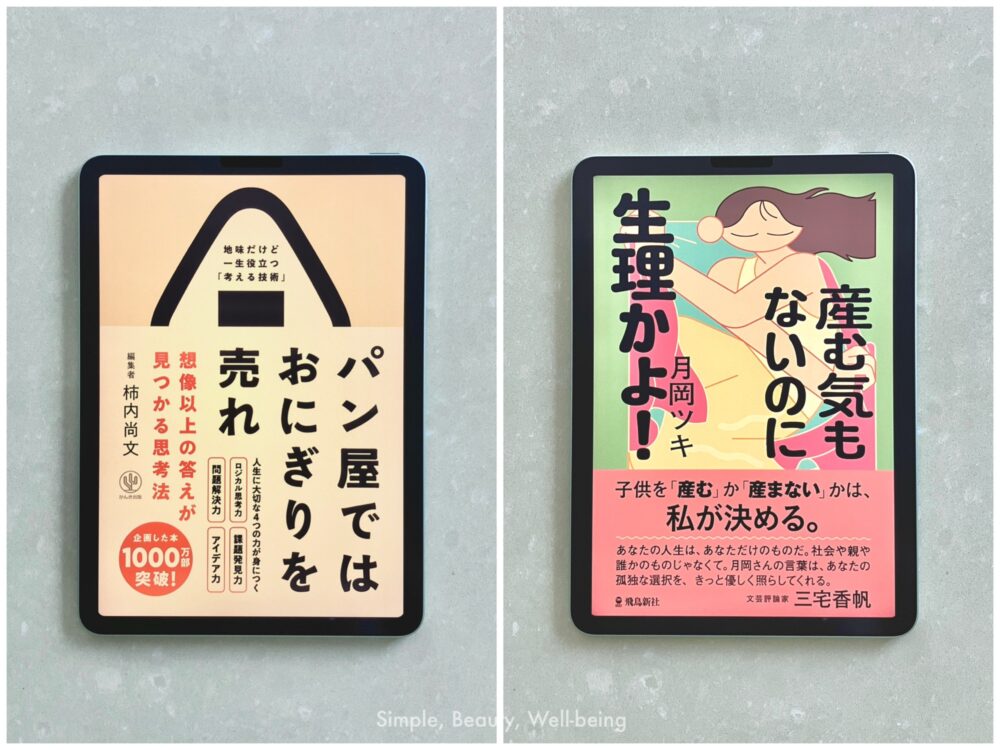 地味だけど
一生役立つ
「考える技術」
パン屋では
おにぎりを
売れ
想像以上の答えが
見つかる思考法
編集者 柿内尚文
かんき出版
人生に大切な4つの力が身につく
ロジカル思考力
問題解決力
課題発見力
アイデア力
企画した本
1000万部
突破!
産む気も
ないのに
生理かよ!
月岡ツキ
子供を「産む」か「産まない」かは、
私が決める。
あなたの人生は、あなただけのものだ。社会や親や
誰かのものじゃなくて。月岡さんの言葉は、あなたの
孤独な選択を、きっと優しく照らしてくれる。
文芸評論家 三宅香帆
飛鳥新社
Simple, Beauty, Well-being